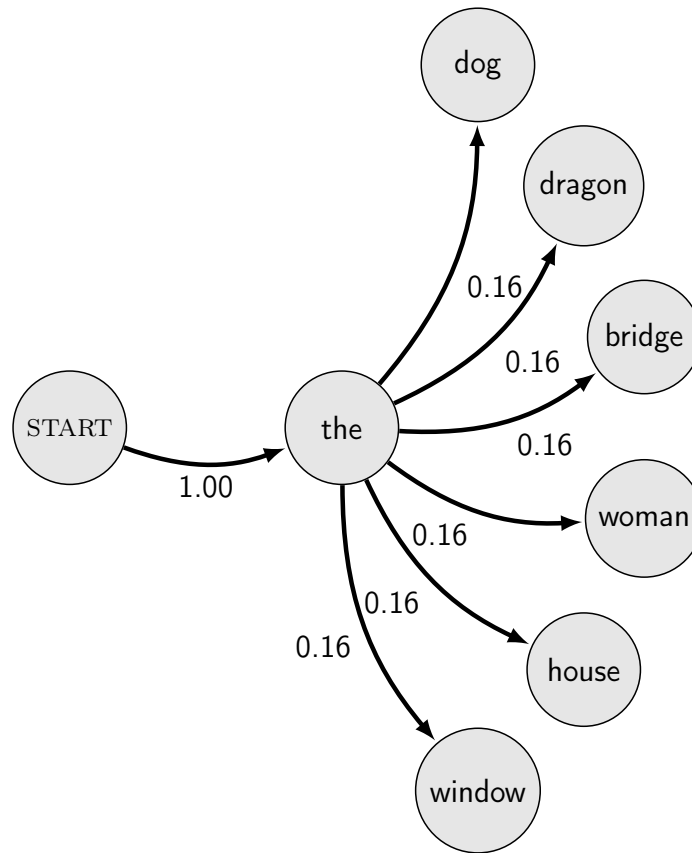 dog
dragon
0.16
bridge
0.16
START
the
0.16
1.00
woman
0.16
0.16
0.16
house
window